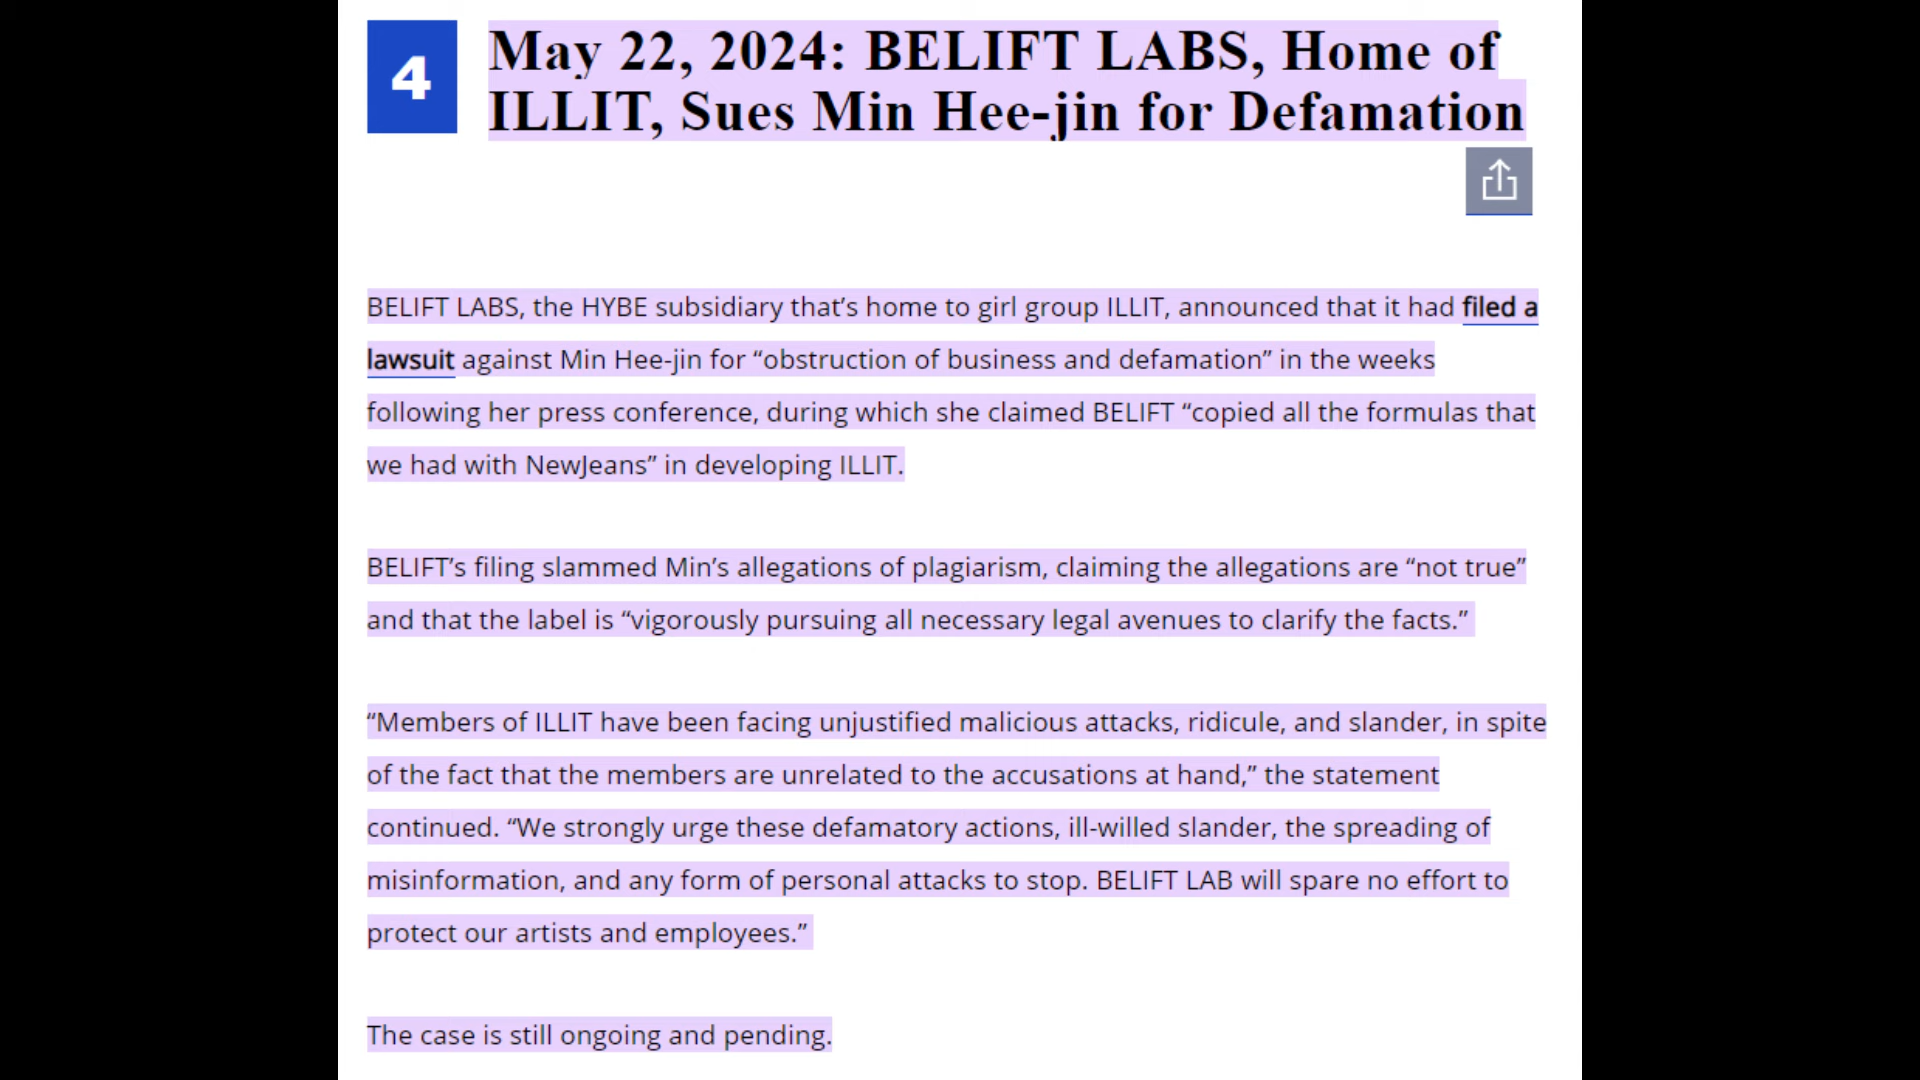 4
May 22, 2024: BELIFT LABS, Home of
ILLIT, Sues Min Hee-jin for Defamation
BELIFT LABS, the HYBE subsidiary that’s home to girl group ILLIT, announced that it had filed a
lawsuit against Min Hee-jin for “obstruction of business and defamation” in the weeks
following her press conference, during which she claimed BELIFT “copied all the formulas that
we had with NewJeans” in developing ILLIT.
BELIFT’s filing slammed Min’s allegations of plagiarism, claiming the allegations are “not true”
and that the label is “vigorously pursuing all necessary legal avenues to clarify the facts.”
“Members of ILLIT have been facing unjustified malicious attacks, ridicule, and slander, in spite
of the fact that the members are unrelated to the accusations at hand,” the statement
continued. “We strongly urge these defamatory actions, ill-willed slander, the spreading of
misinformation, and any form of personal attacks to stop. BELIFT LAB will spare no effort to
protect our artists and employees.”
The case is still ongoing and pending.